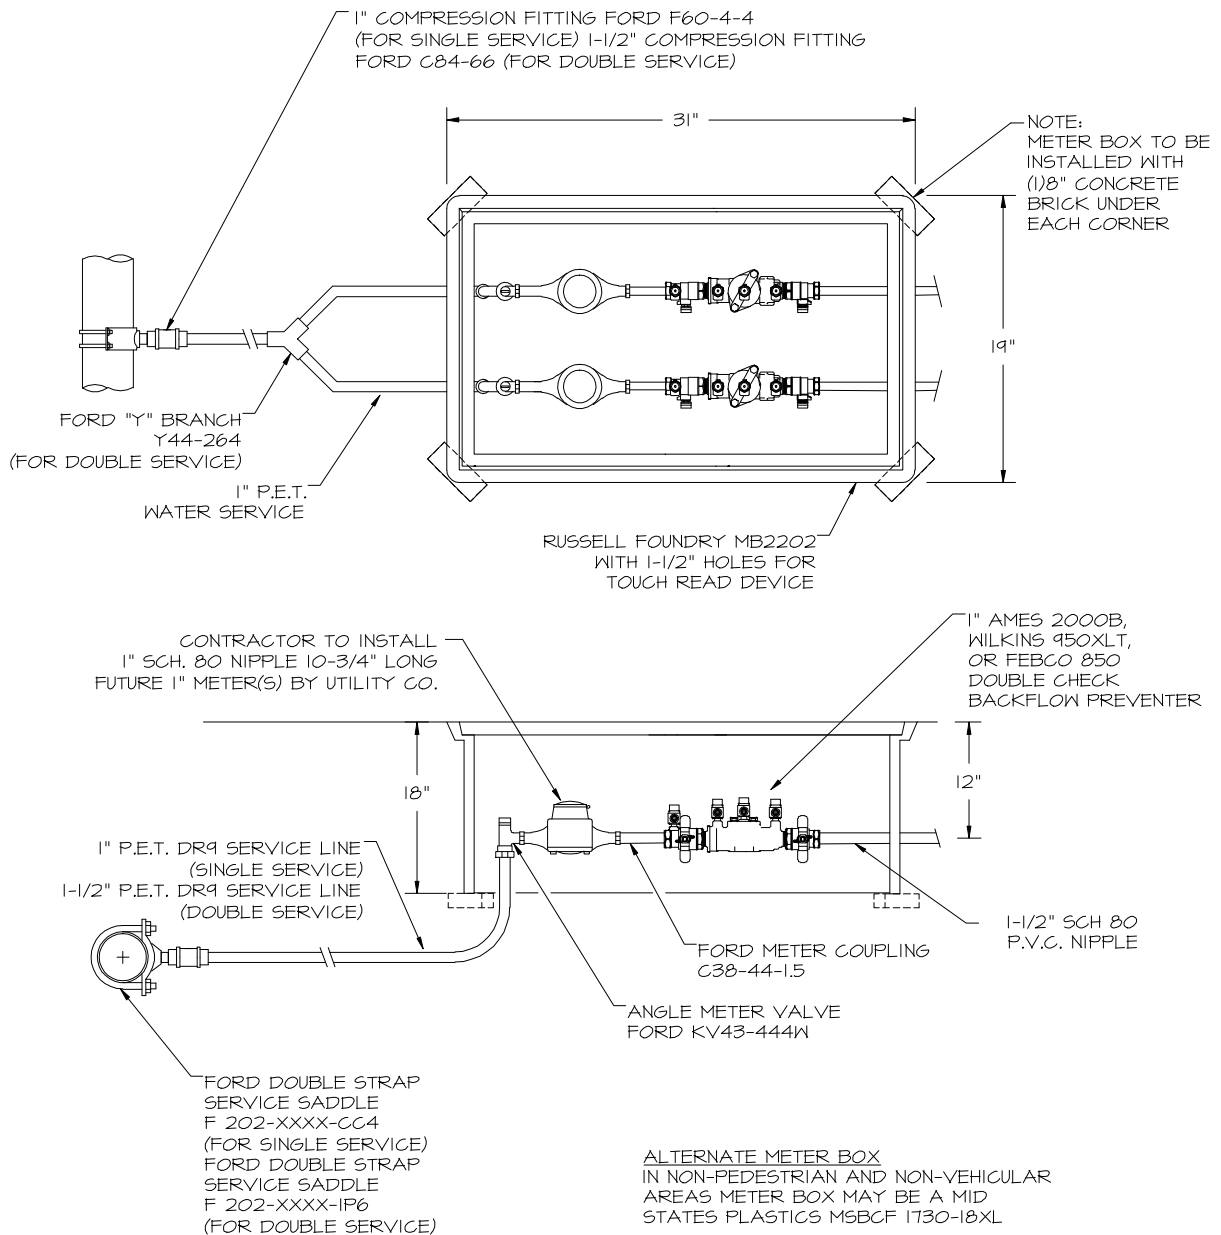 1" COMPRESSION FITTING FORD F60-4-4
(FOR SINGLE SERVICE) 1-1/2" COMPRESSION FITTING
FORD C84-66 (FOR DOUBLE SERVICE)
31"
NOTE:
METER BOX TO BE
INSTALLED WITH
(1)8" CONCRETE
BRICK UNDER
EACH CORNER
19"
FORD "Y" BRANCH
Y44-264
(FOR DOUBLE SERVICE)
1" P.E.T.
WATER SERVICE
RUSSELL FOUNDRY MB2202
WITH 1-1/2" HOLES FOR
TOUCH READ DEVICE
CONTRACTOR TO INSTALL
1" SCH. 80 NIPPLE 10-3/4" LONG
FUTURE 1" METER(S) BY UTILITY CO.
1" AMES 2000B,
WILKINS 950XLT,
OR FEBCO 850
DOUBLE CHECK
BACKFLOW PREVENTER
18"
12"
1" P.E.T. DR9 SERVICE LINE
(SINGLE SERVICE)
1-1/2" P.E.T. DR9 SERVICE LINE
(DOUBLE SERVICE)
1-1/2" SCH 80
P.V.C. NIPPLE
FORD METER COUPLING
C38-44-1.5
ANGLE METER VALVE
FORD KV43-444W
FORD DOUBLE STRAP
SERVICE SADDLE
F 202-XXXX-CC4
(FOR SINGLE SERVICE)
FORD DOUBLE STRAP
SERVICE SADDLE
F 202-XXXX-IP6
(FOR DOUBLE SERVICE)
ALTERNATE METER BOX
IN NON-PEDESTRIAN AND NON-VEHICULAR
AREAS METER BOX MAY BE A MID
STATES PLASTICS MSBCF 1730-18XL